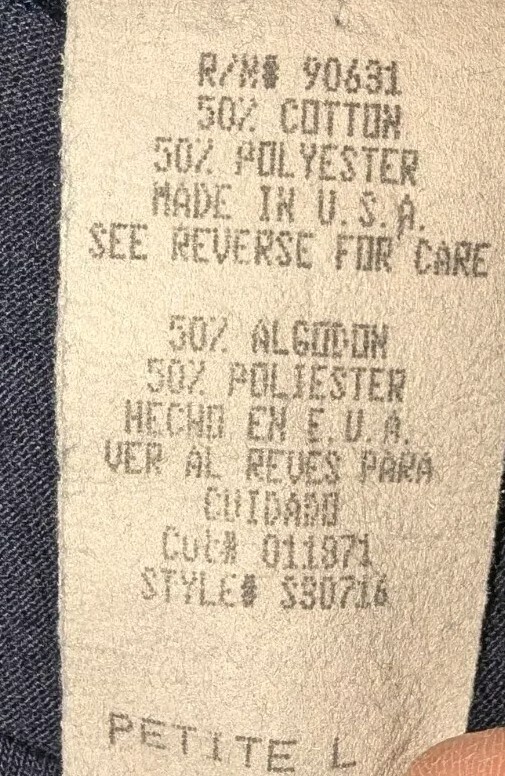 R/N# 90631
50% COTTON
50% POLYESTER
MADE IN U.S.A.
SEE REVERSE FOR CARE
50% ALGODON
50% POLIESTER
HECHO EN E.U.A.
VER AL REVES PARA
CUIDADO
Cut# 011871
STYLE# S30716
PETITE L